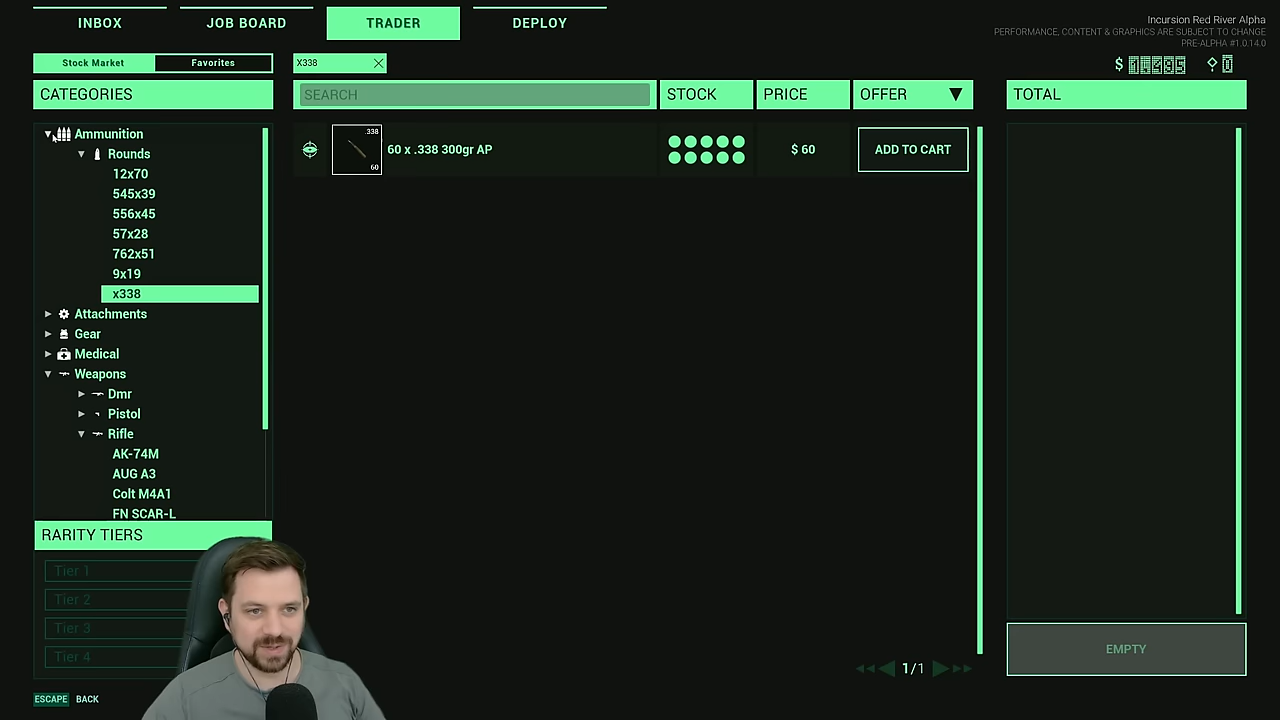 INBOX
JOB BOARD
TRADER
DEPLOY
Incursion Red River Alpha
PERFORMANCE, CONTENT & GRAPHICS ARE SUBJECT TO CHANGE
PRE-ALPHA #1.0.14.0
Stock Market
Favorites
X338
$
CATEGORIES
SEARCH
STOCK
PRICE
OFFER
TOTAL
Ammunition
Rounds
12x70
545x39
556x45
57x28
762x51
9x19
x338
Attachments
Gear
Medical
Weapons
Dmr
Pistol
Rifle
AK-74M
AUG A3
Colt M4A1
FN SCAR-L
.338
60
60 x .338 300gr AP
$ 60
ADD TO CART
RARITY TIERS
Tier 1
Tier 2
Tier 3
Tier 4
1/1
EMPTY
ESCAPE BACK